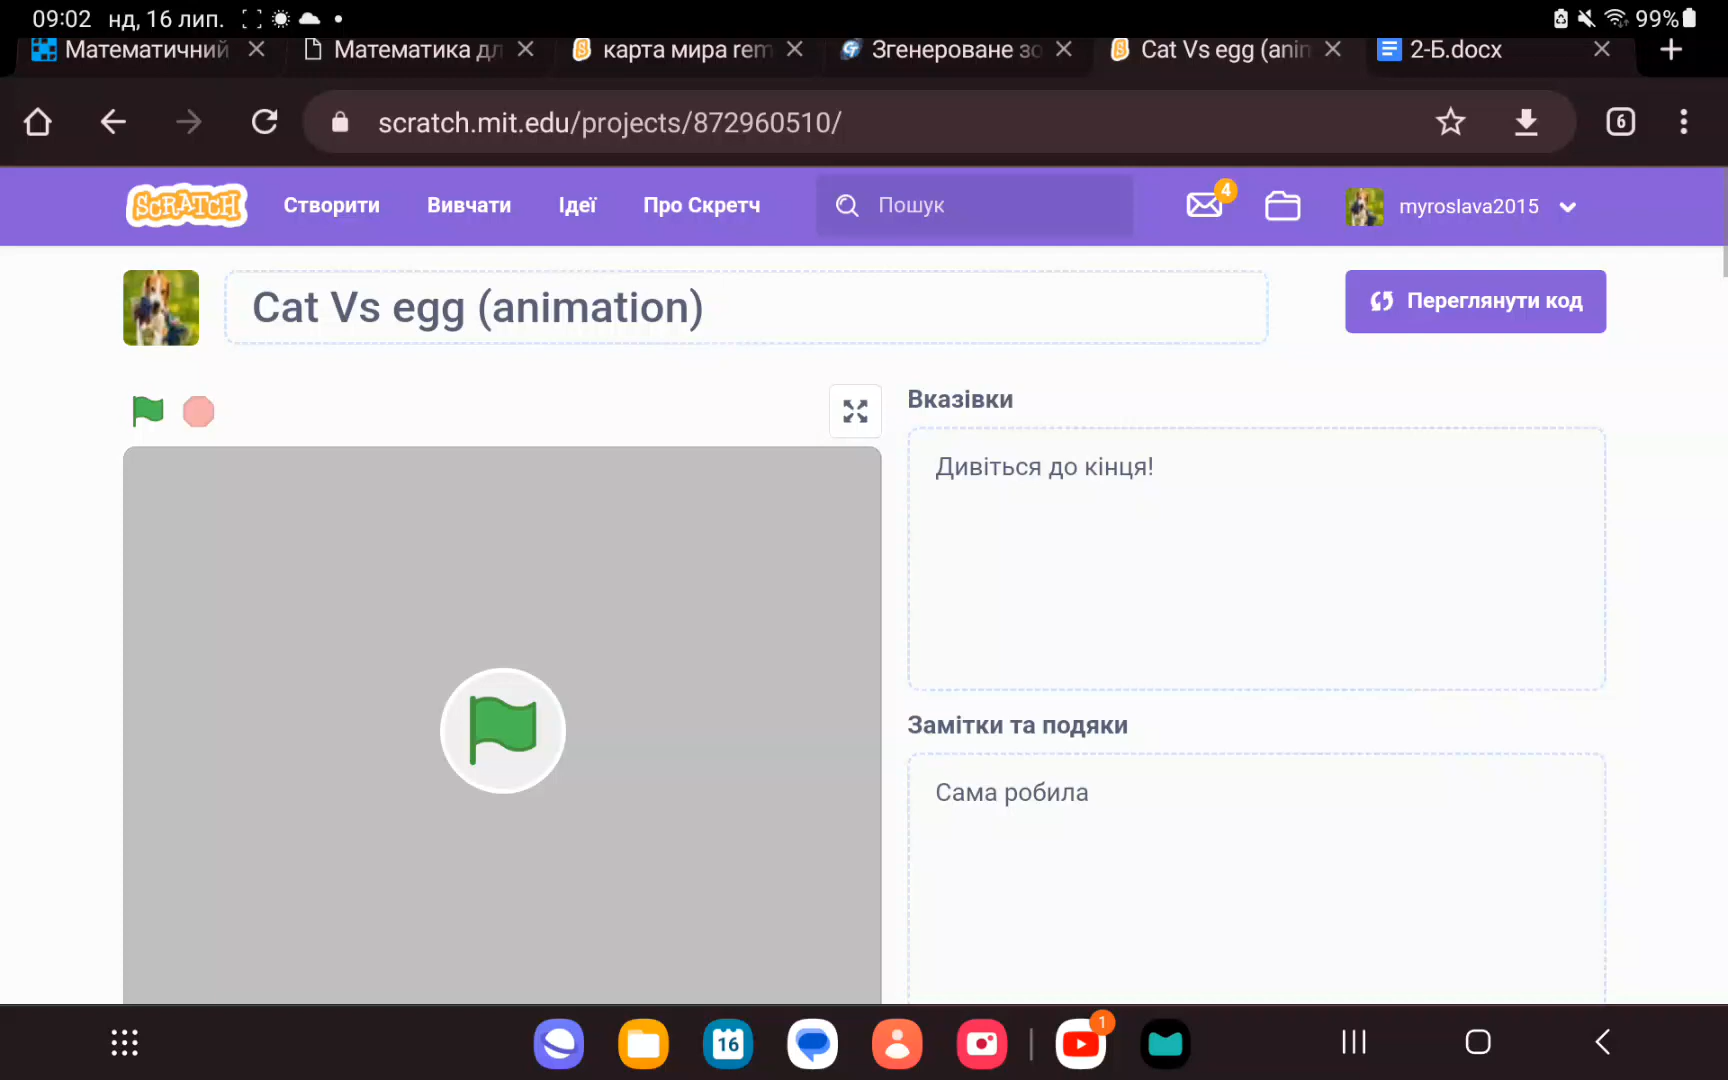 09:02 нд, 16 лип. 99%
Математичний
Математика дл
карта мира rem
Згенероване зо
Cat Vs egg (anin
2-Б.docx
scratch.mit.edu/projects/872960510/
6
SCRATCH
Створити
Вивчати
Ідеї
Про Скретч
Пошук
4
myroslava2015
Cat Vs egg (animation)
Переглянути код
Вказівки
Дивіться до кінця!
Замітки та подяки
Сама робила
16
1